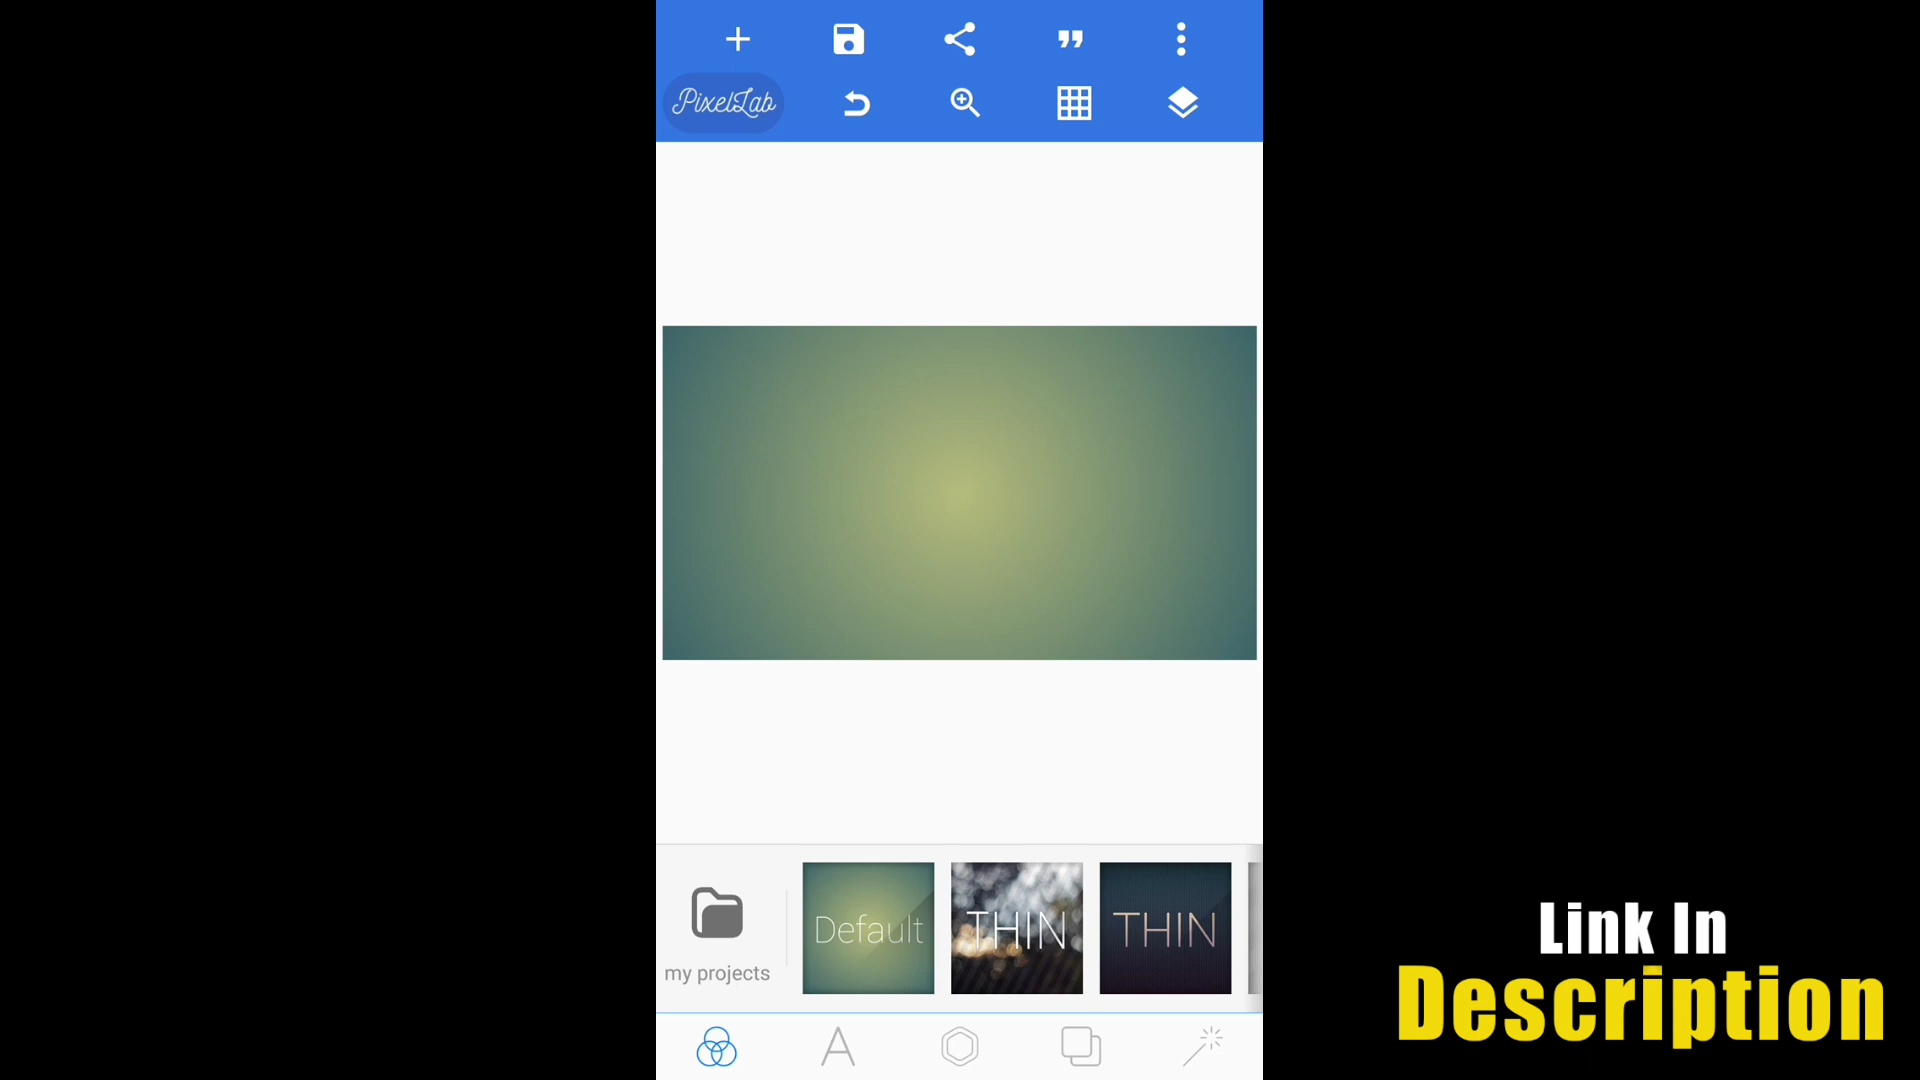 PixelLab
Default
THIN
THIN
my projects
Link In
Description